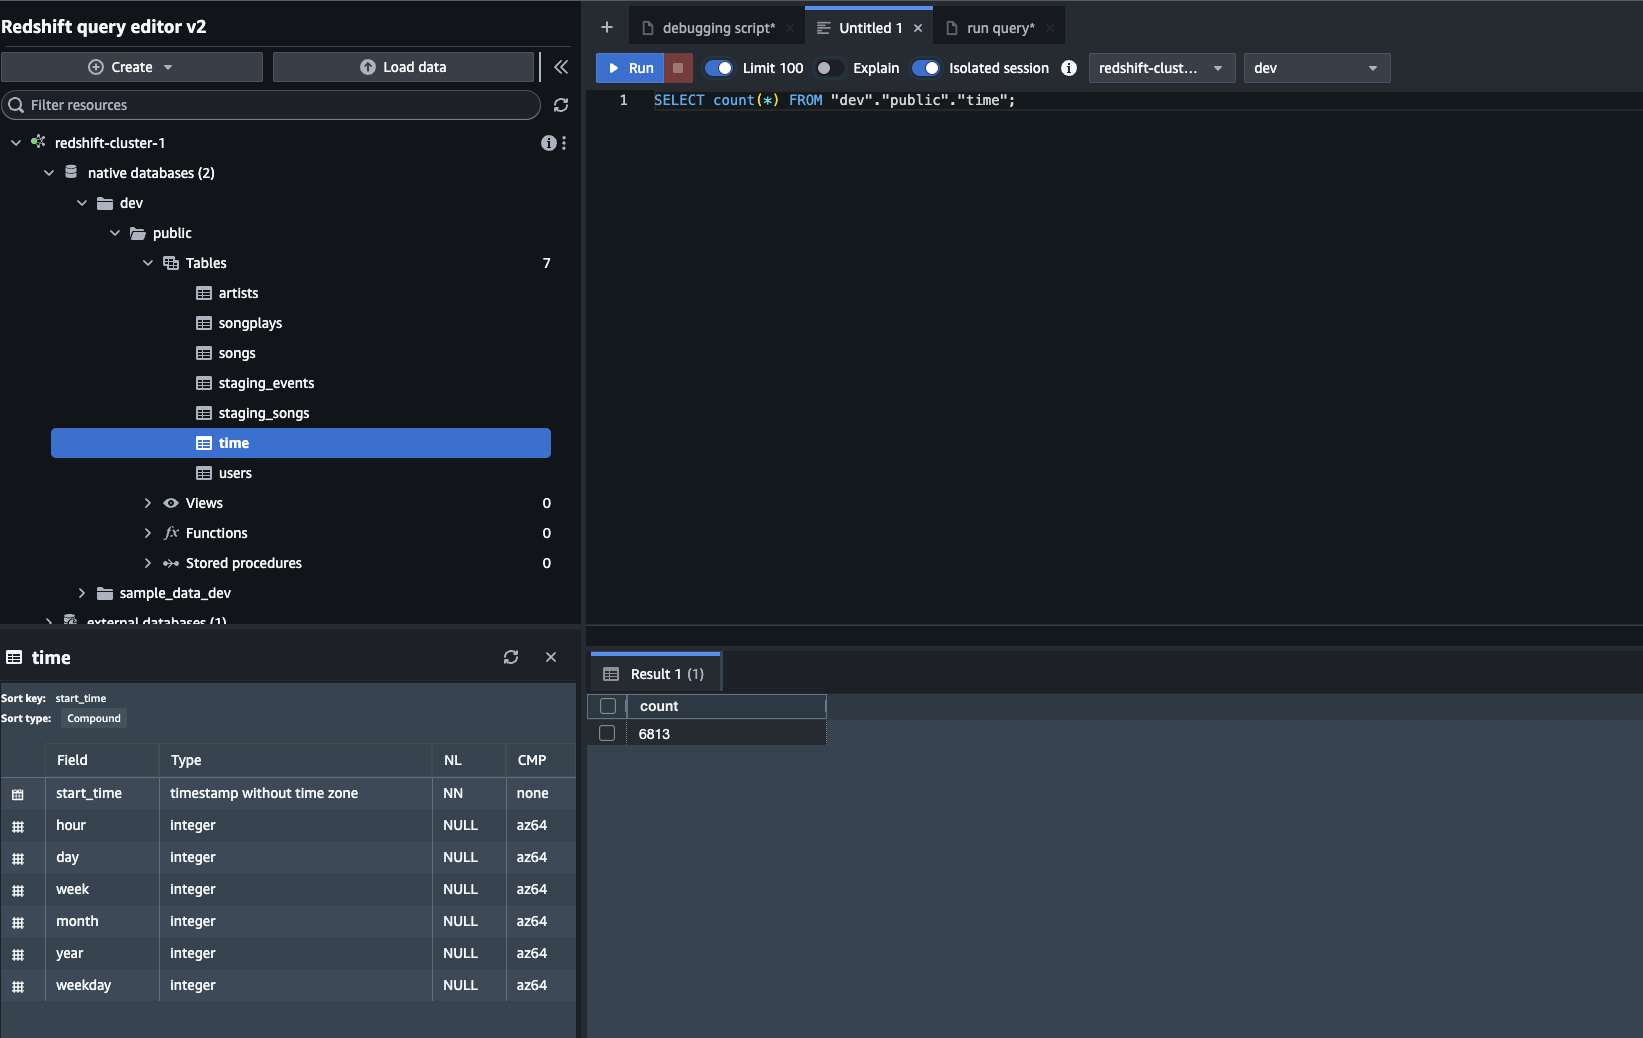 Redshift query editor v2
Create
Load data
Filter resources
redshift-cluster-1
native databases (2)
dev
public
Tables 7
artists
songplays
songs
staging_events
staging_songs
time
users
Views 0
fx Functions 0
Stored procedures 0
sample_data_dev
external databases (1)
time
Sort key: start_time
Sort type: Compound
Field Type NL CMP
start_time timestamp without time zone NN none
hour integer NULL az64
day integer NULL az64
week integer NULL az64
month integer NULL az64
year integer NULL az64
weekday integer NULL az64
debugging script* Untitled 1 run query*
Run Limit 100 Explain Isolated session redshift-clust... dev
1 SELECT count(*) FROM "dev"."public"."time";
Result 1 (1)
count
6813